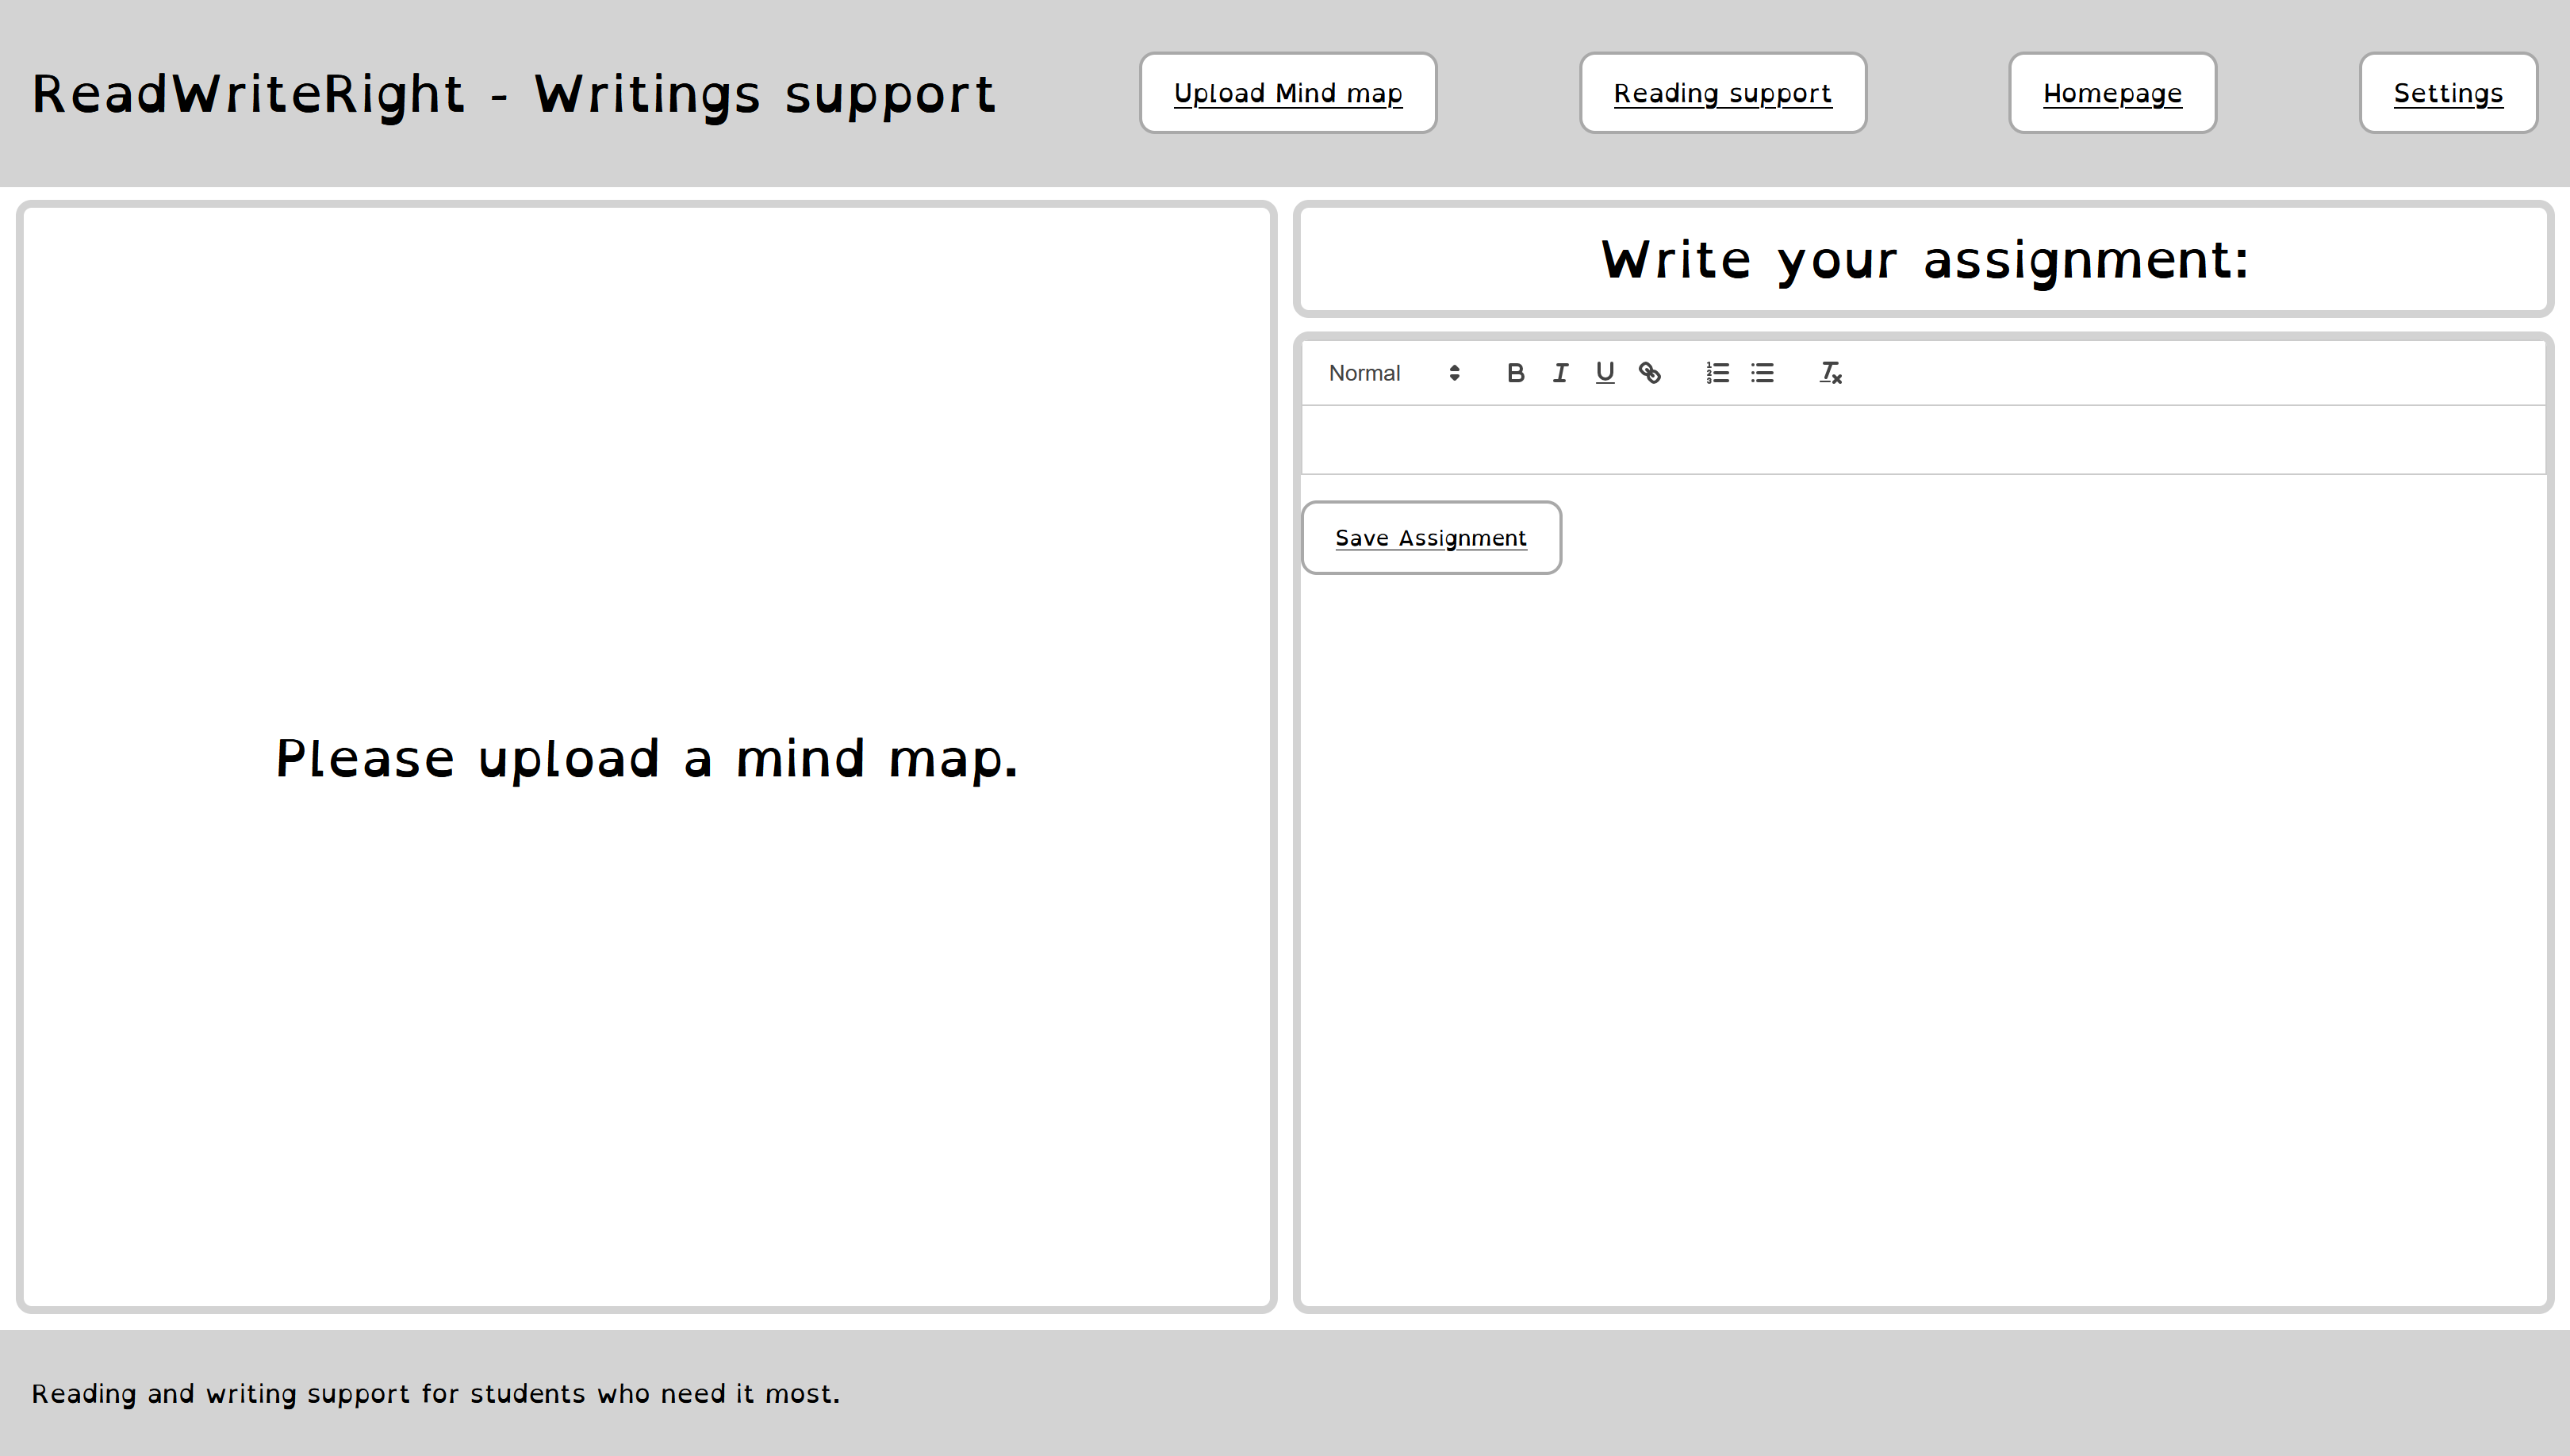 ReadWriteRight - Writings support
Upload Mind map
Reading support
Homepage
Settings
Please upload a mind map.
Write your assignment:
Normal
Save Assignment
Reading and writing support for students who need it most.